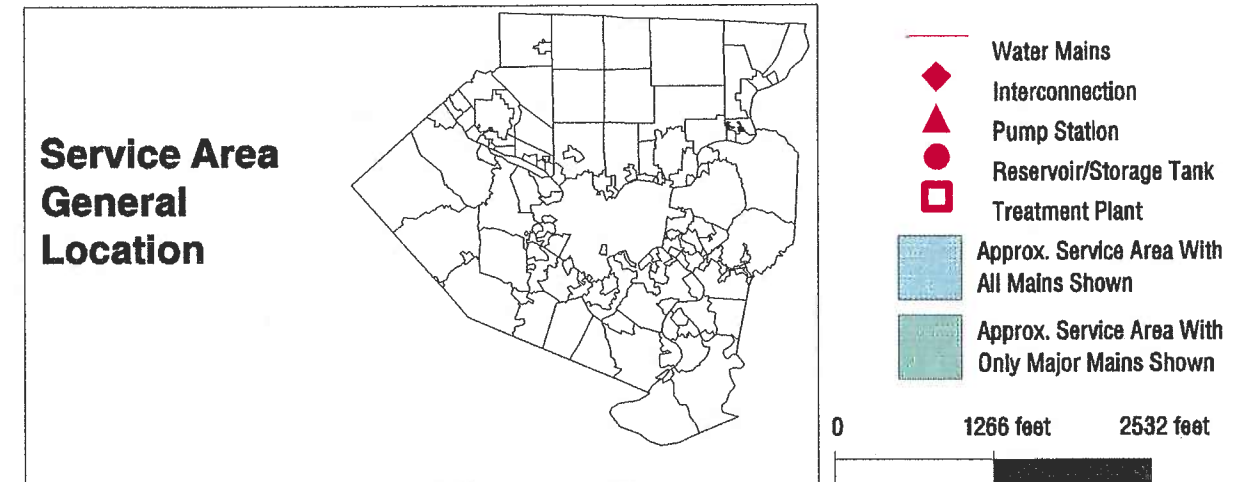 Service Area
General
Location
Water Mains
Interconnection
Pump Station
Reservoir/Storage Tank
Treatment Plant
Approx. Service Area With
All Mains Shown
Approx. Service Area With
Only Major Mains Shown
0 1266 feet 2532 feet